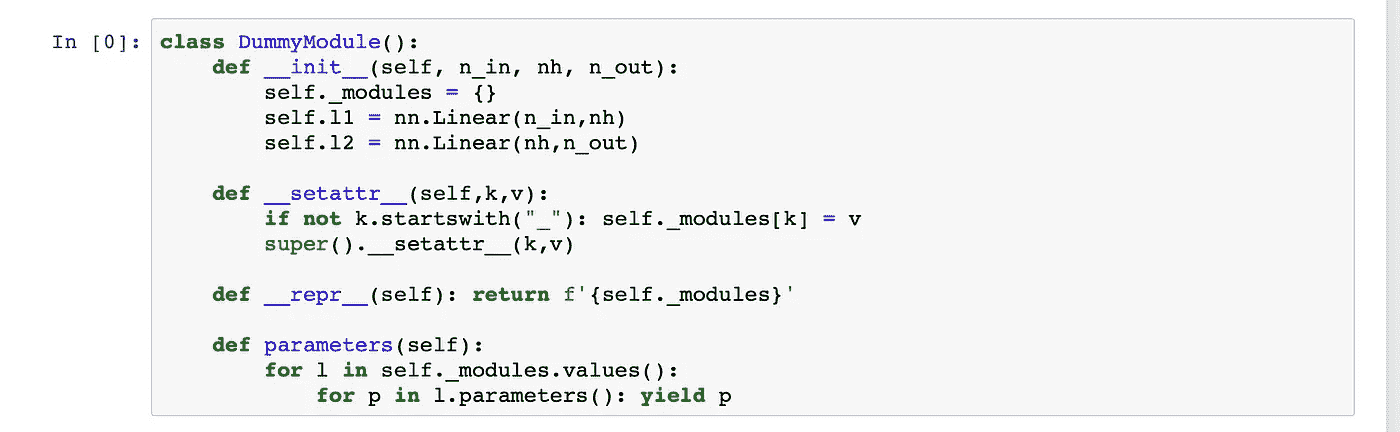 In [0]: class DummyModule():
    def __init__(self, n_in, nh, n_out):
        self._modules = {}
        self.l1 = nn.Linear(n_in,nh)
        self.l2 = nn.Linear(nh,n_out)

    def __setattr__(self,k,v):
        if not k.startswith("_"): self._modules[k] = v
        super().__setattr__(k,v)

    def __repr__(self): return f'{self._modules}'

    def parameters(self):
        for l in self._modules.values():
            for p in l.parameters(): yield p